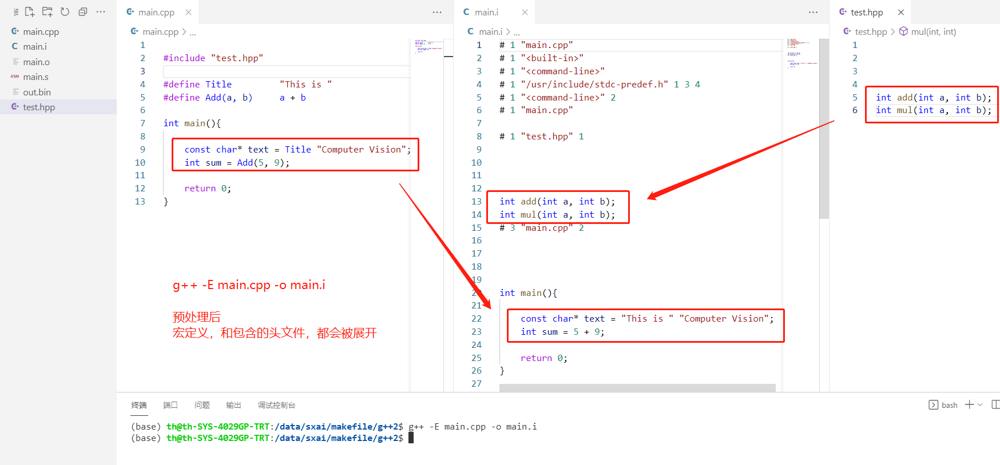 main.cpp
main.i
main.o
main.s
out.bin
test.hpp
main.cpp
main.cpp > ...
1
2 #include "test.hpp"
3
4 #define Title "This is "
5 #define Add(a, b) a + b
6
7 int main(){
8
9 const char* text = Title "Computer Vision";
10 int sum = Add(5, 9);
11
12 return 0;
13 }
g++ -E main.cpp -o main.i
预处理后
宏定义，和包含的头文件，都会被展开
main.i
main.i > ...
1 # 1 "main.cpp"
2 # 1 "<built-in>"
3 # 1 "<command-line>"
4 # 1 "/usr/include/stdc-predef.h" 1 3 4
5 # 1 "<command-line>" 2
6 # 1 "main.cpp"
7
8 # 1 "test.hpp" 1
9
10
11
12
13 int add(int a, int b);
14 int mul(int a, int b);
15 # 3 "main.cpp" 2
16
17
18
19
20 int main(){
21
22 const char* text = "This is " "Computer Vision";
23 int sum = 5 + 9;
24
25 return 0;
26 }
27
test.hpp
test.hpp > mul(int, int)
1
2
3
4
5 int add(int a, int b);
6 int mul(int a, int b);
终端 端口 问题 输出 调试控制台
bash
(base) th@th-SYS-4029GP-TRT:/data/sxai/makefile/g++2$ g++ -E main.cpp -o main.i
(base) th@th-SYS-4029GP-TRT:/data/sxai/makefile/g++2$